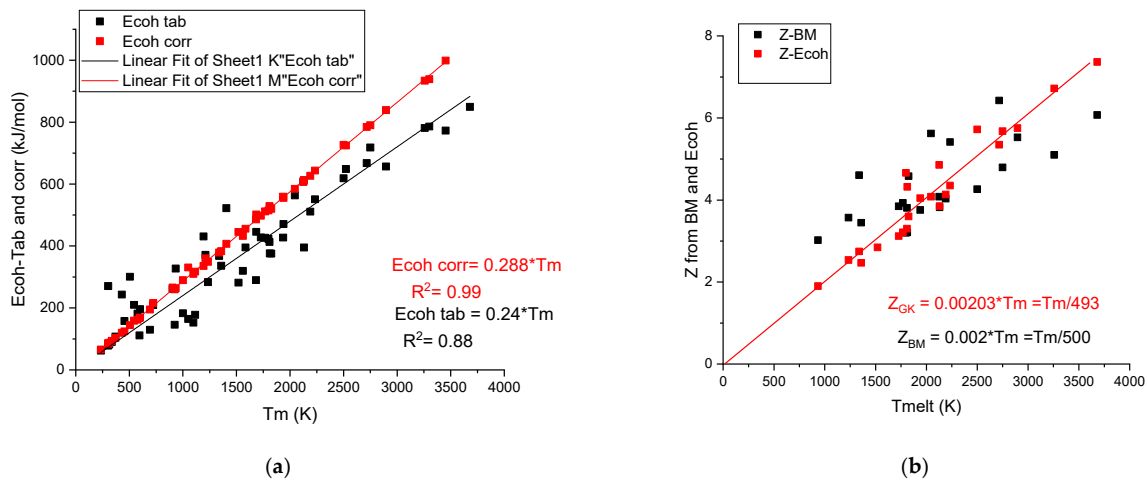 Ecoh tab
Ecoh corr
Linear Fit of Sheet1 K"Ecoh tab"
Linear Fit of Sheet1 M"Ecoh corr"
Ecoh-Tab and corr (kJ/mol)
1000
800
600
400
200
0
Ecoh corr= 0.288*Tm
R²= 0.99
Ecoh tab = 0.24*Tm
R²= 0.88
0 500 1000 1500 2000 2500 3000 3500 4000
Tm (K)
(a)
Z-BM
Z-Ecoh
Z from BM and Ecoh
8
6
4
2
0
Z_GK = 0.00203*Tm =Tm/493
Z_BM = 0.002*Tm =Tm/500
0 500 1000 1500 2000 2500 3000 3500 4000
Tmelt (K)
(b)